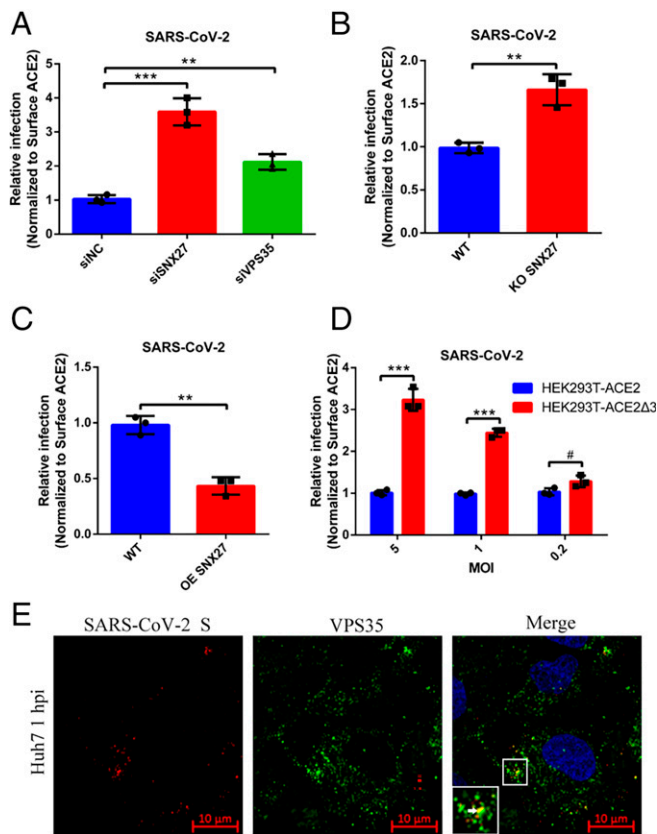 A
SARS-CoV-2
Relative infection
(Normalized to Surface ACE2)
5
4
3
2
1
0
***
**
siNC
siSNX27
siVPS35
B
SARS-CoV-2
Relative infection
(Normalized to Surface ACE2)
2.0
1.5
1.0
0.5
0.0
**
WT
KO SNX27
C
SARS-CoV-2
Relative infection
(Normalized to Surface ACE2)
1.5
1.0
0.5
0.0
**
WT
OE SNX27
D
SARS-CoV-2
Relative infection
(Normalized to Surface ACE2)
4
3
2
1
0
***
***
#
HEK293T-ACE2
HEK293T-ACE2Δ3
5
1
0.2
MOI
E
SARS-CoV-2 S
VPS35
Merge
Huh7 1 hpi
10 μm
10 μm
10 μm